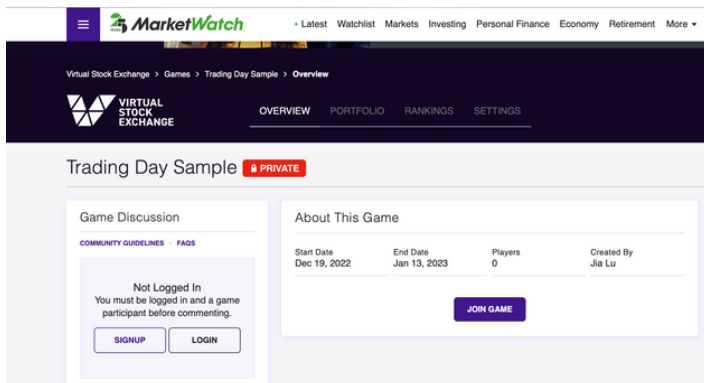 MarketWatch
Latest Watchlist Markets Investing Personal Finance Economy Retirement More
Virtual Stock Exchange > Games > Trading Day Sample > Overview
VIRTUAL
STOCK
EXCHANGE
OVERVIEW PORTFOLIO RANKINGS SETTINGS
Trading Day Sample PRIVATE
Game Discussion
COMMUNITY GUIDELINES · FAQS
Not Logged In
You must be logged in and a game
participant before commenting.
SIGNUP LOGIN
About This Game
Start Date End Date Players Created By
Dec 19, 2022 Jan 13, 2023 0 Jia Lu
JOIN GAME